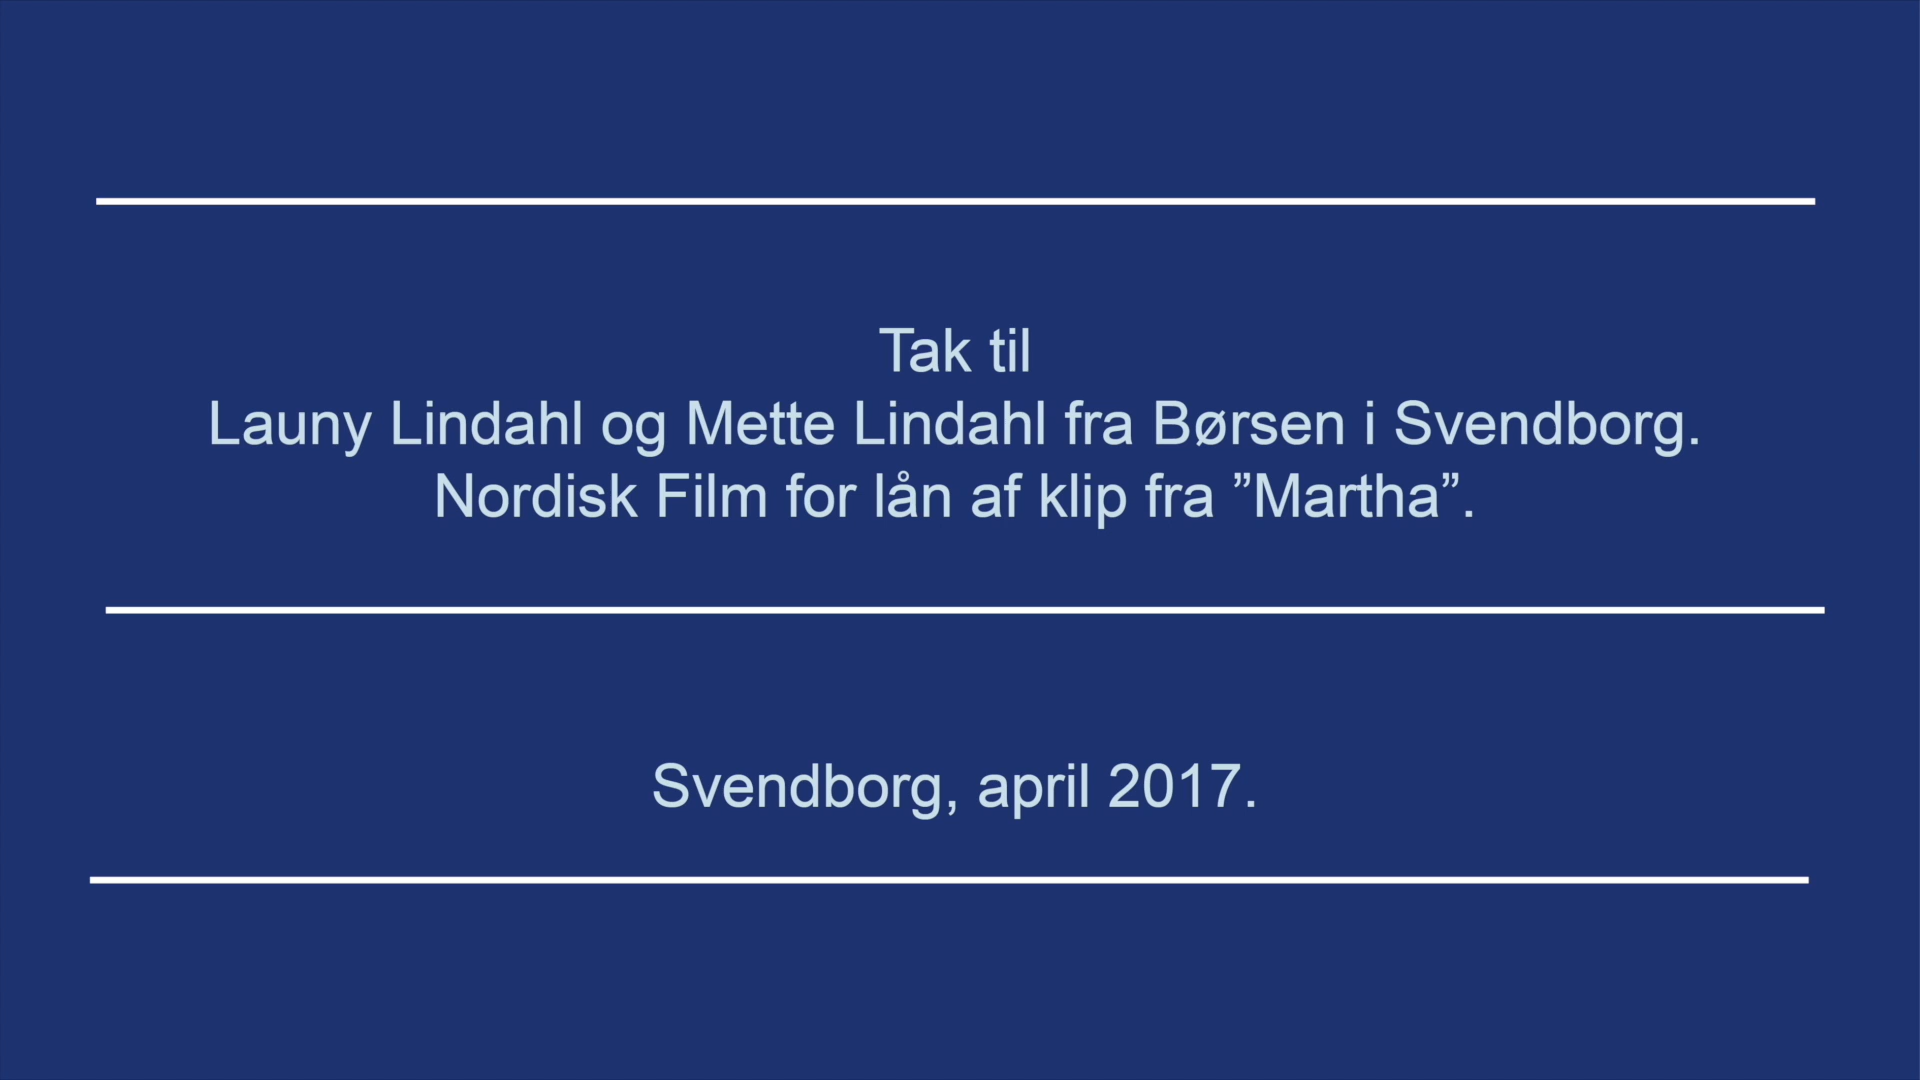 Tak til
Launy Lindahl og Mette Lindahl fra Børsen i Svendborg.
Nordisk Film for lån af klip fra ”Martha”.
Svendborg, april 2017.